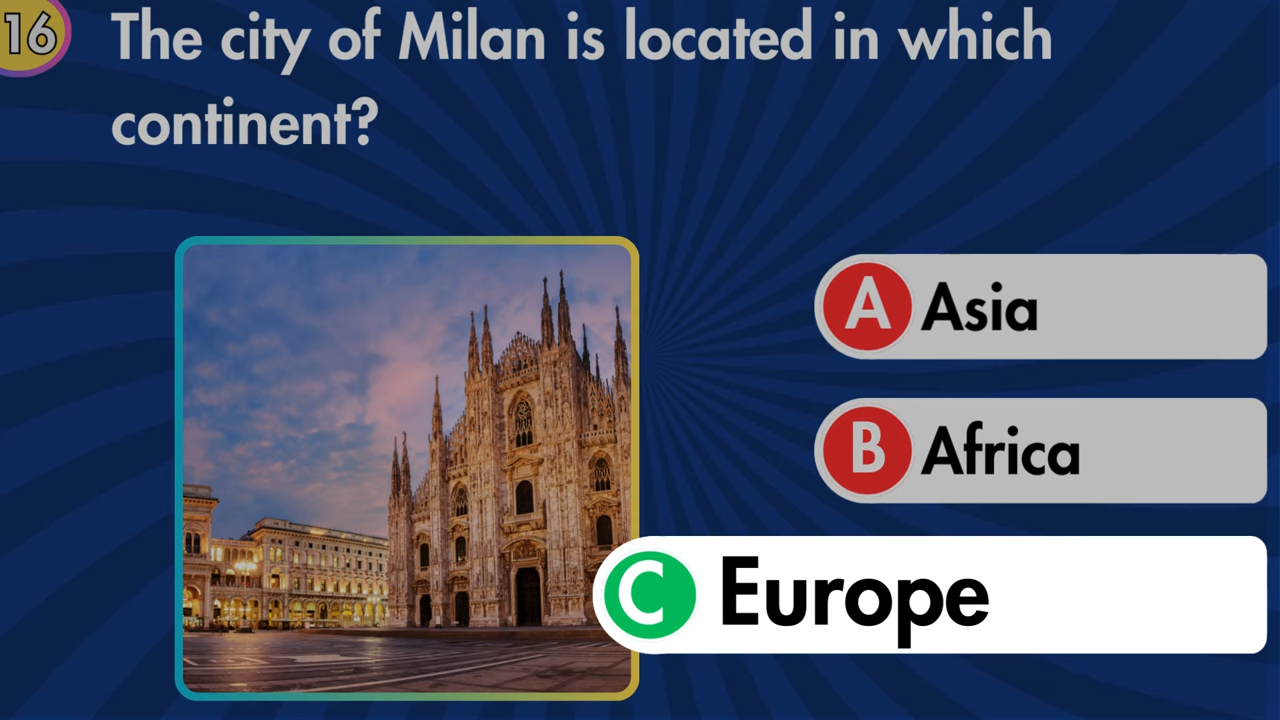 16
The city of Milan is located in which
continent?
A Asia
B Africa
C Europe